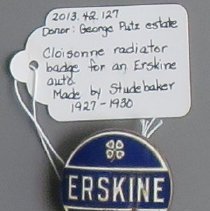 2013.42.127
Donor: George Putz estate
Cloisonne radiator
badge for an Erskine
auto
Made by Studebaker
1927-1930
ERSKINE